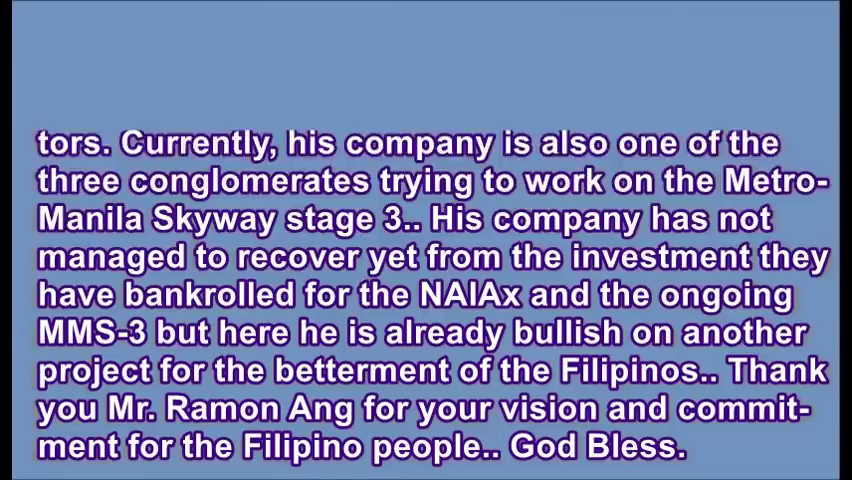 tors. Currently, his company is also one of the
three conglomerates trying to work on the Metro-
Manila Skyway stage 3.. His company has not
managed to recover yet from the investment they
have bankrolled for the NAIAx and the ongoing
MMS-3 but here he is already bullish on another
project for the betterment of the Filipinos.. Thank
you Mr. Ramon Ang for your vision and commit-
ment for the Filipino people.. God Bless.